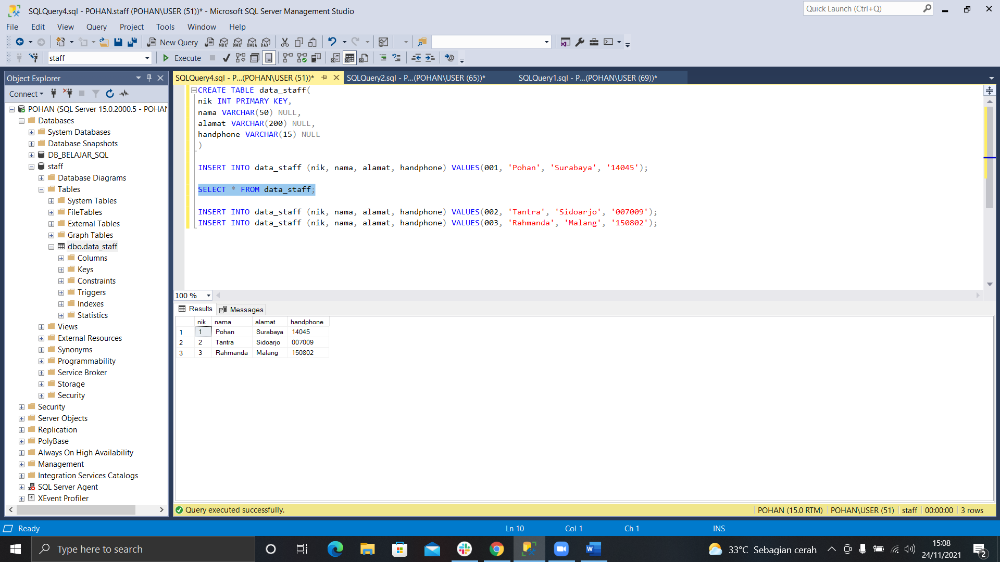 SQLQuery4.sql - POHAN.staff (POHAN\USER (51))* - Microsoft SQL Server Management Studio
Quick Launch (Ctrl+Q)
File Edit View Query Project Tools Window Help
New Query
MDX DMX XMLA DAX
staff
Execute
Object Explorer
SQLQuery4.sql - P...(POHAN\USER (51))*
SQLQuery2.sql - P...(POHAN\USER (65))*
SQLQuery1.sql - P...(POHAN\USER (69))*
Connect
POHAN (SQL Server 15.0.2000.5 - POHAN
Databases
System Databases
Database Snapshots
DB_BELAJAR_SQL
staff
Database Diagrams
Tables
System Tables
FileTables
External Tables
Graph Tables
dbo.data_staff
Columns
Keys
Constraints
Triggers
Indexes
Statistics
Views
External Resources
Synonyms
Programmability
Service Broker
Storage
Security
Security
Server Objects
Replication
PolyBase
Always On High Availability
Management
Integration Services Catalogs
SQL Server Agent
XEvent Profiler
CREATE TABLE data_staff(
nik INT PRIMARY KEY,
nama VARCHAR(50) NULL,
alamat VARCHAR(200) NULL,
handphone VARCHAR(15) NULL
)
INSERT INTO data_staff (nik, nama, alamat, handphone) VALUES(001, 'Pohan', 'Surabaya', '14045');
SELECT * FROM data_staff;
INSERT INTO data_staff (nik, nama, alamat, handphone) VALUES(002, 'Tantra', 'Sidoarjo', '007009');
INSERT INTO data_staff (nik, nama, alamat, handphone) VALUES(003, 'Rahmanda', 'Malang', '150802');
100 %
Results Messages
nik nama alamat handphone
1 1 Pohan Surabaya 14045
2 2 Tantra Sidoarjo 007009
3 3 Rahmanda Malang 150802
Query executed successfully.
POHAN (15.0 RTM) POHAN\USER (51) staff 00:00:00 3 rows
Ready Ln 10 Col 1 Ch 1 INS
Type here to search
33°C Sebagian cerah
15:08
24/11/2021
2